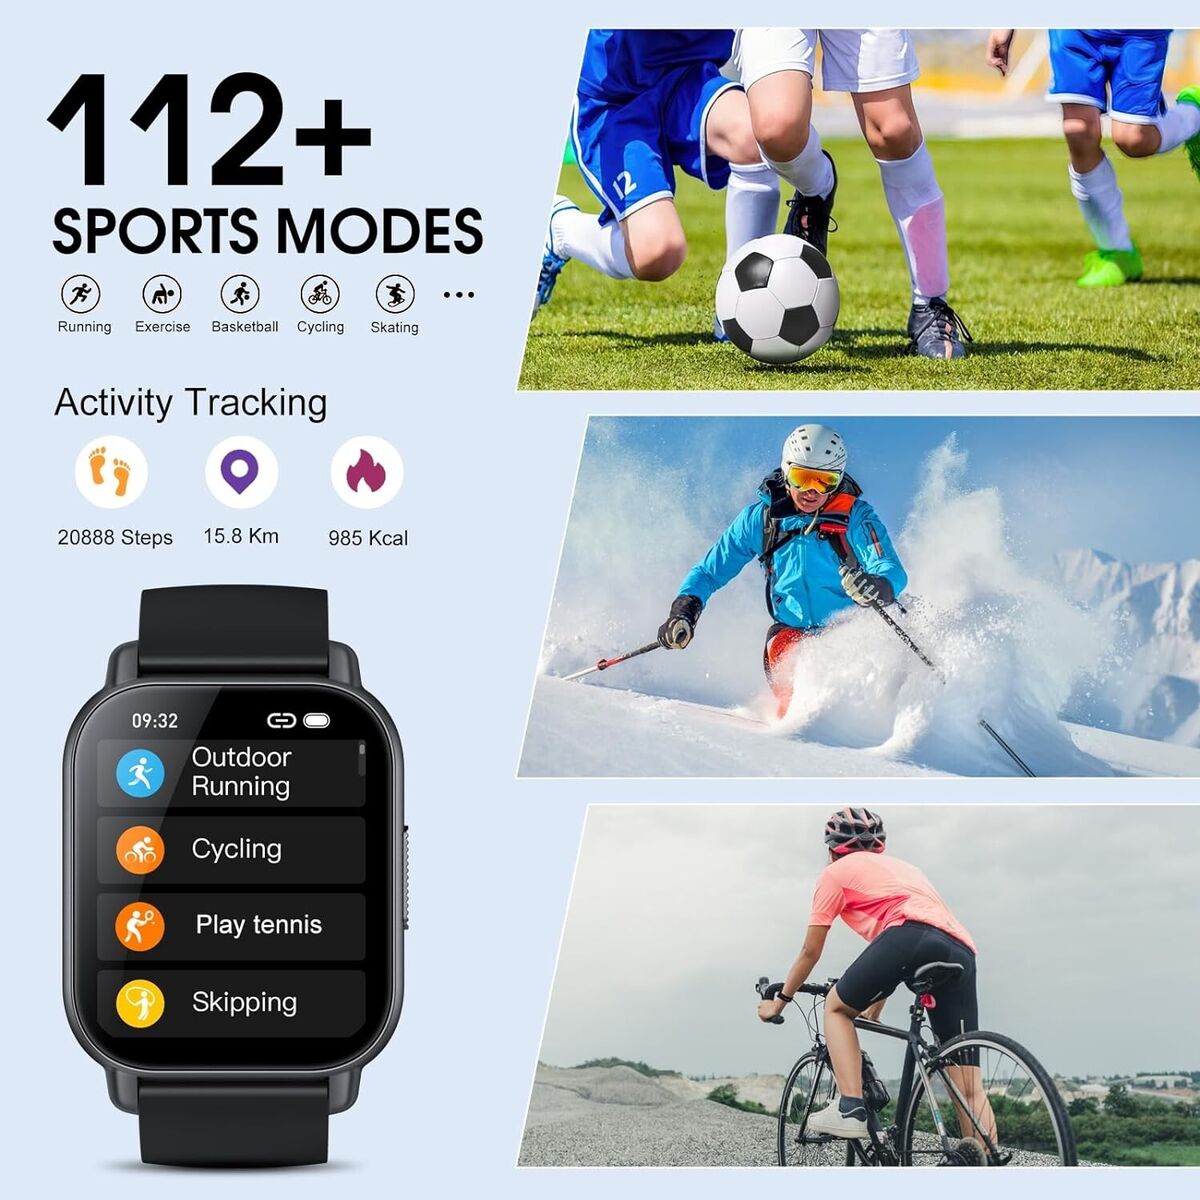 112+
SPORTS MODES
Running Exercise Basketball Cycling Skating
Activity Tracking
20888 Steps 15.8 Km 985 Kcal
09:32
Outdoor
Running
Cycling
Play tennis
Skipping
12